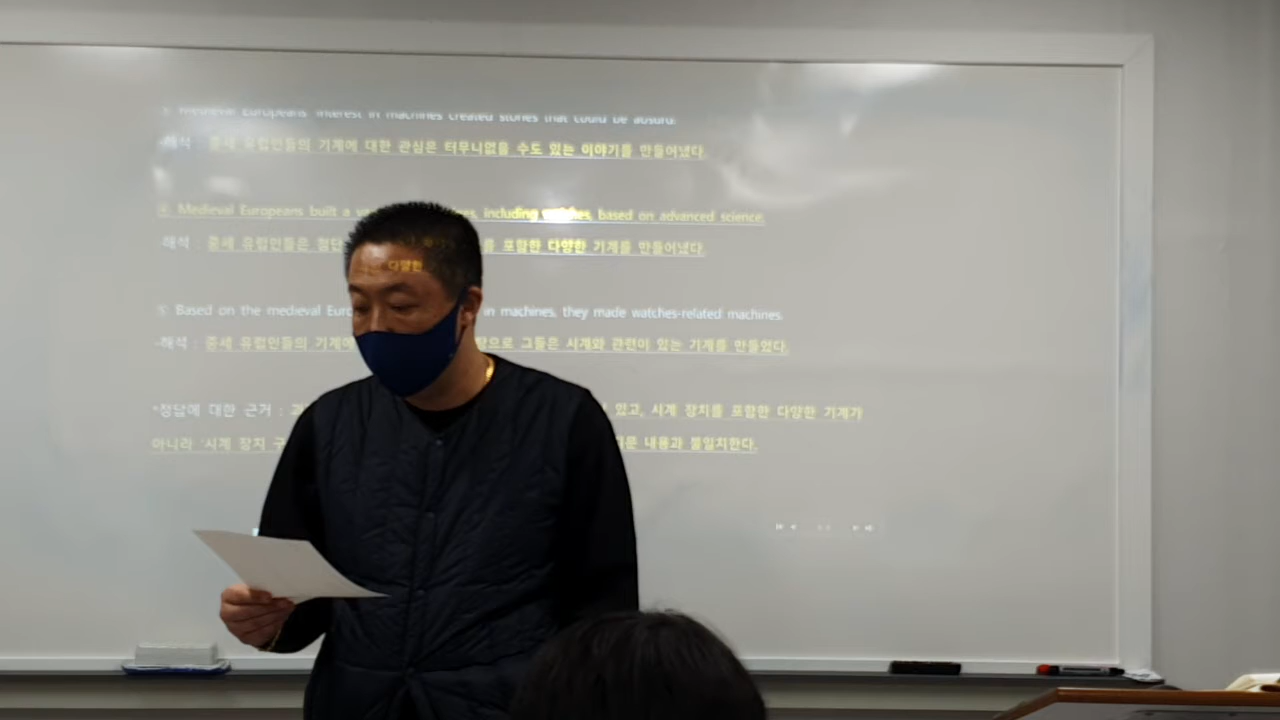 Medieval Europeans' interest in machines created stories that could be absurd.
해석 : 중세 유럽인들의 기계에 대한 관심은 터무니없을 수도 있는 이야기를 만들어냈다.
④ Medieval Europeans built a including based on advanced science.
해석 : 중세 유럽인들은 첨단 포함한 다양한 기계를 만들어냈다.
다양한
⑤ Based on the medieval in machines, they made watches-related machines.
-해석 : 중세 유럽인들의 기계에 그들은 시계와 관련이 있는 기계를 만들었다.
*정답에 대한 근거 : 있고, 시계 장치를 포함한 다양한 기계가
아니라 '시계 장치 내용과 불일치한다.